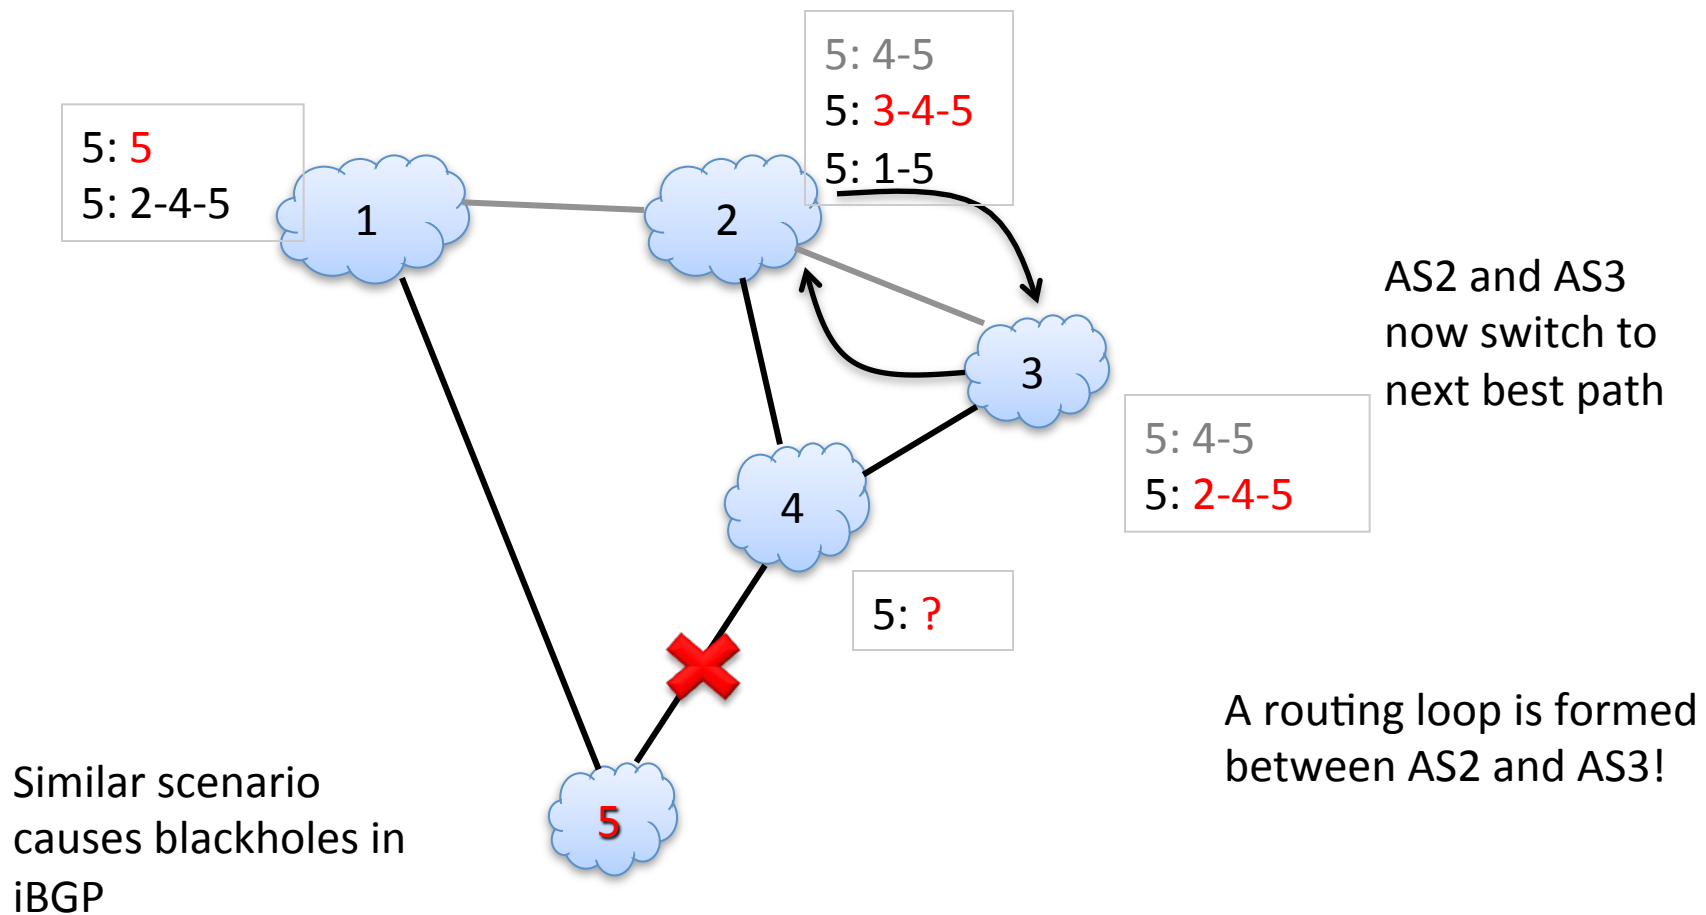 5: 4-5
5: 3-4-5
5: 1-5
5: 5
5: 2-4-5
1
2
3
AS2 and AS3
now switch to
next best path
5: 4-5
5: 2-4-5
4
5: ?
A routing loop is formed
between AS2 and AS3!
5
Similar scenario
causes blackholes in
iBGP